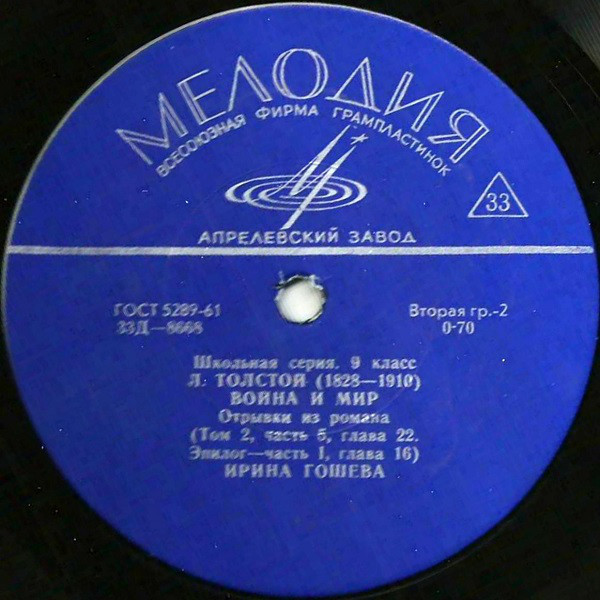 МЕЛОДИЯ
ВСЕСОЮЗНАЯ ФИРМА ГРАМПЛАСТИНОК
33
АПРЕЛЕВСКИЙ ЗАВОД
ГОСТ 5289-61
33Д—8668
Вторая гр.-2
0-70
Школьная серия. 9 класс
Л. ТОЛСТОЙ (1828—1910)
ВОЙНА И МИР
Отрывки из романа
(Том 2, часть 5, глава 22.
Эпилог—часть 1, глава 16)
ИРИНА ГОШЕВА